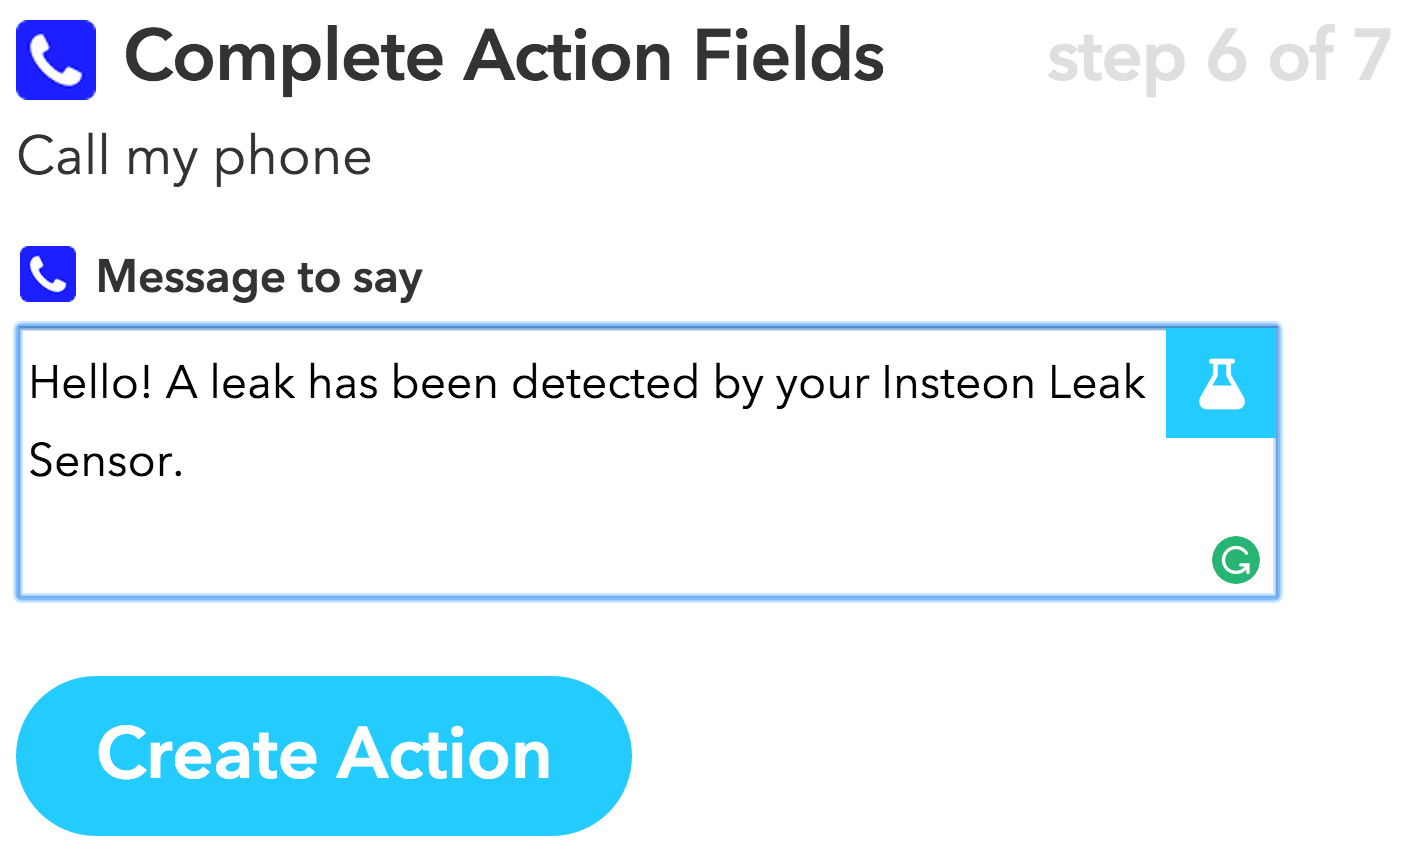 Complete Action Fields
step 6 of 7
Call my phone
Message to say
Hello! A leak has been detected by your Insteon Leak
Sensor.
Create Action